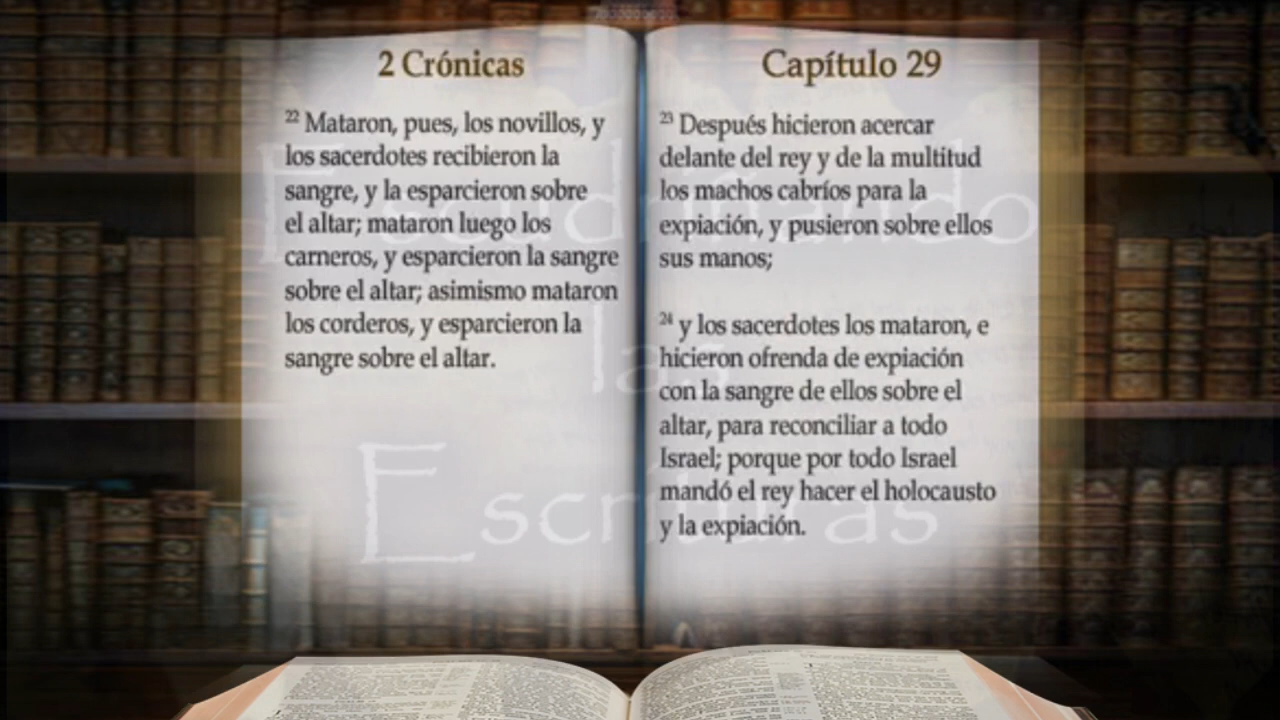 2 Crónicas
22 Mataron, pues, los novillos, y
los sacerdotes recibieron la
sangre, y la esparcieron sobre
el altar; mataron luego los
carneros, y esparcieron la sangre
sobre el altar; asimismo mataron
los corderos, y esparcieron la
sangre sobre el altar.
Capítulo 29
23 Después hicieron acercar
delante del rey y de la multitud
los machos cabríos para la
expiación, y pusieron sobre ellos
sus manos;
24 y los sacerdotes los mataron, e
hicieron ofrenda de expiación
con la sangre de ellos sobre el
altar, para reconciliar a todo
Israel; porque por todo Israel
mandó el rey hacer el holocausto
y la expiación.
Escudriñando
las
Escrituras